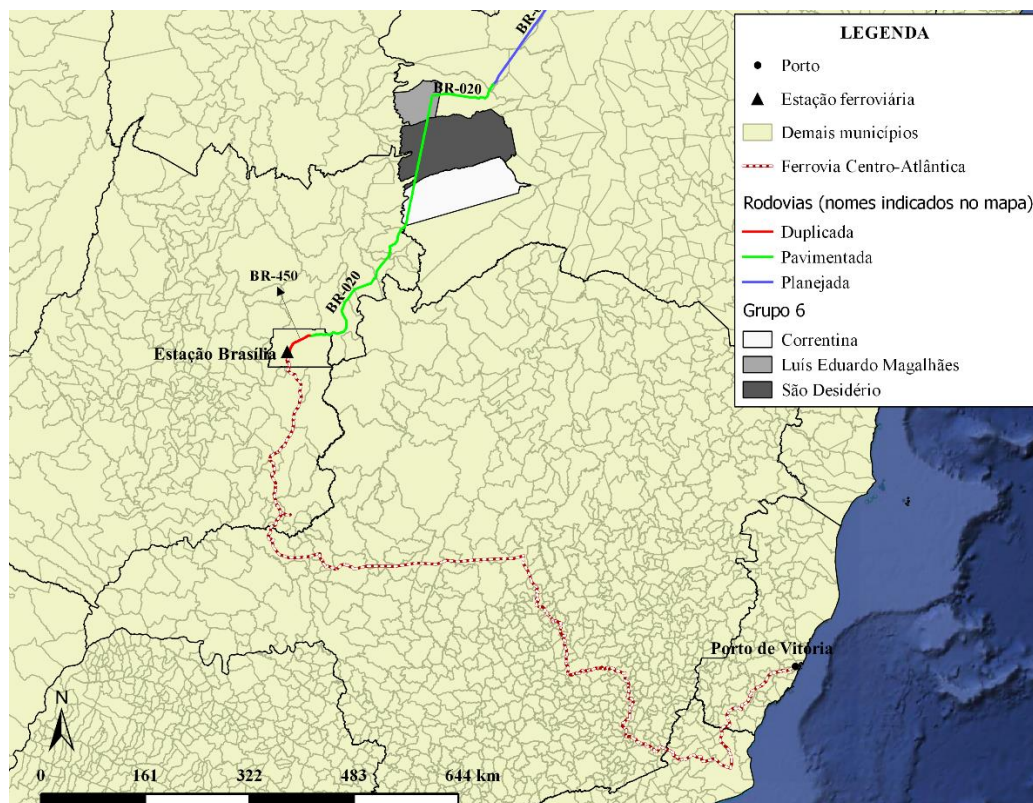 BR-
BR-020
BR-450
BR-020
Estação Brasília
Porto de Vitória
N
0 161 322 483 644 km
LEGENDA
Porto
Estação ferroviária
Demais municípios
Ferrovia Centro-Atlântica
Rodovias (nomes indicados no mapa)
Duplicada
Pavimentada
Planejada
Grupo 6
Correntina
Luís Eduardo Magalhães
São Desidério